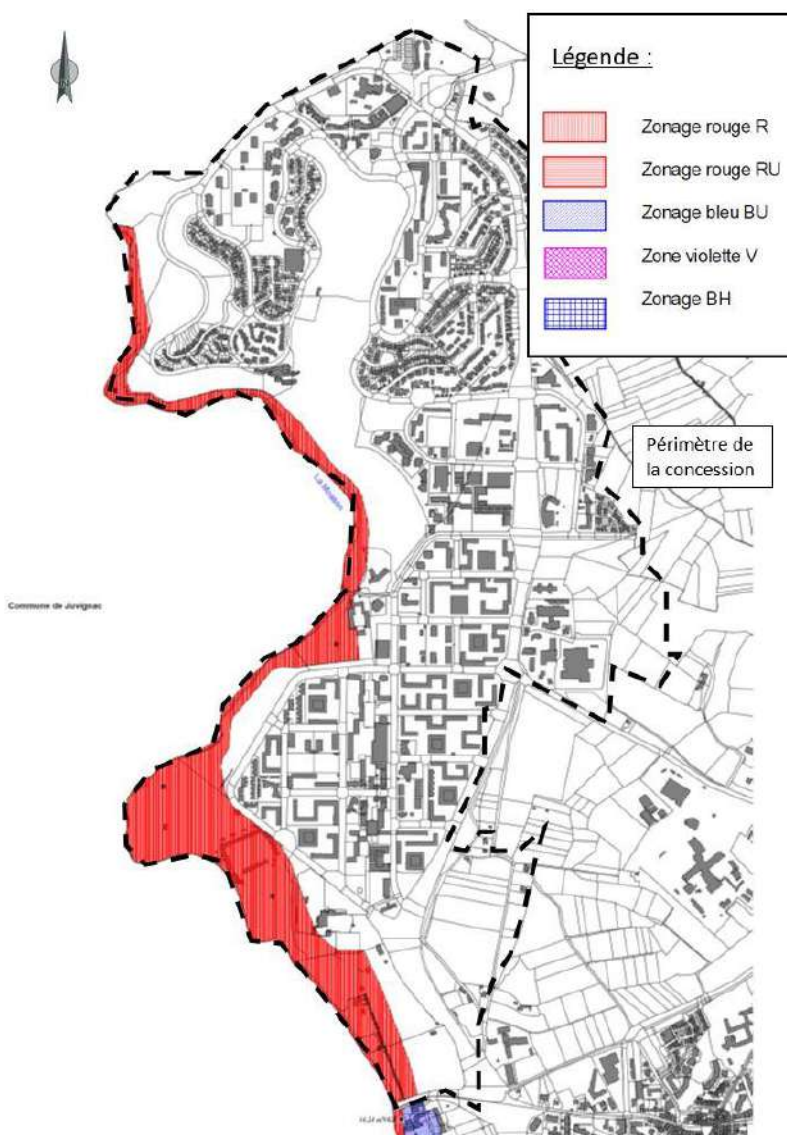 Légende :
Zonage rouge R
Zonage rouge RU
Zonage bleu BU
Zone violette V
Zonage BH
Périmètre de
la concession
La Mosson
Commune de Juvignac